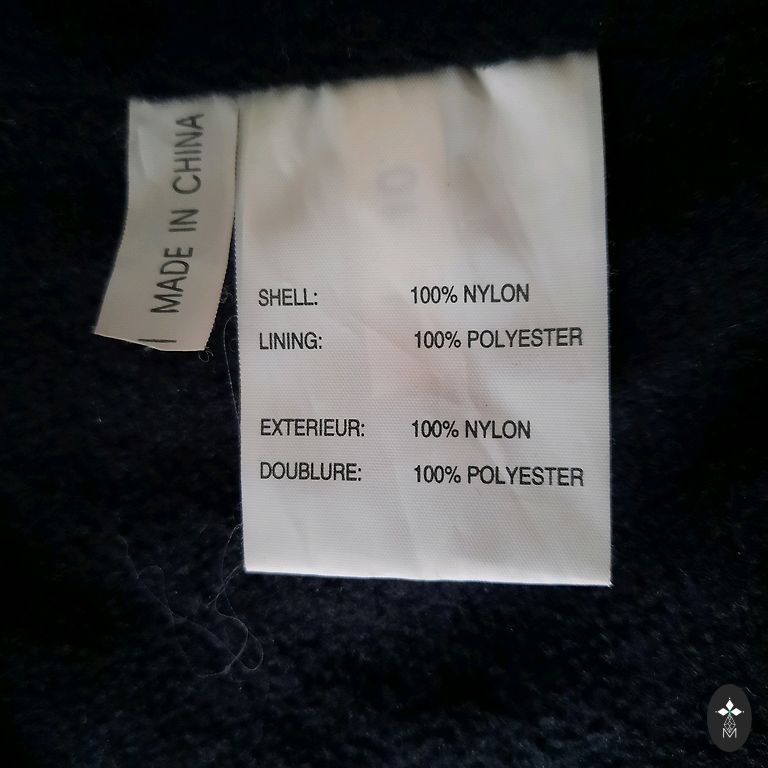 MADE IN CHINA
SHELL: 100% NYLON
LINING: 100% POLYESTER
EXTERIEUR: 100% NYLON
DOUBLURE: 100% POLYESTER
M